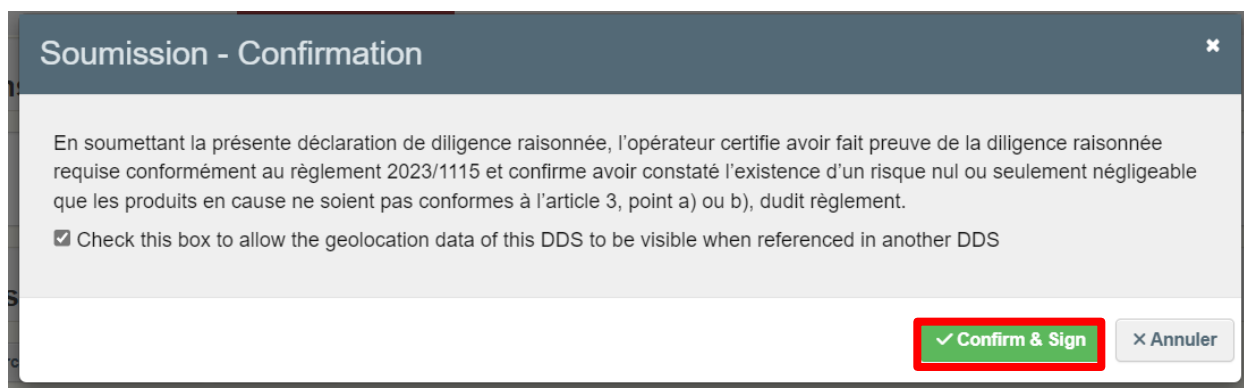 Soumission - Confirmation
En soumettant la présente déclaration de diligence raisonnée, l'opérateur certifie avoir fait preuve de la diligence raisonnée
requise conformément au règlement 2023/1115 et confirme avoir constaté l'existence d'un risque nul ou seulement négligeable
que les produits en cause ne soient pas conformes à l'article 3, point a) ou b), dudit règlement.
Check this box to allow the geolocation data of this DDS to be visible when referenced in another DDS
Confirm & Sign
Annuler